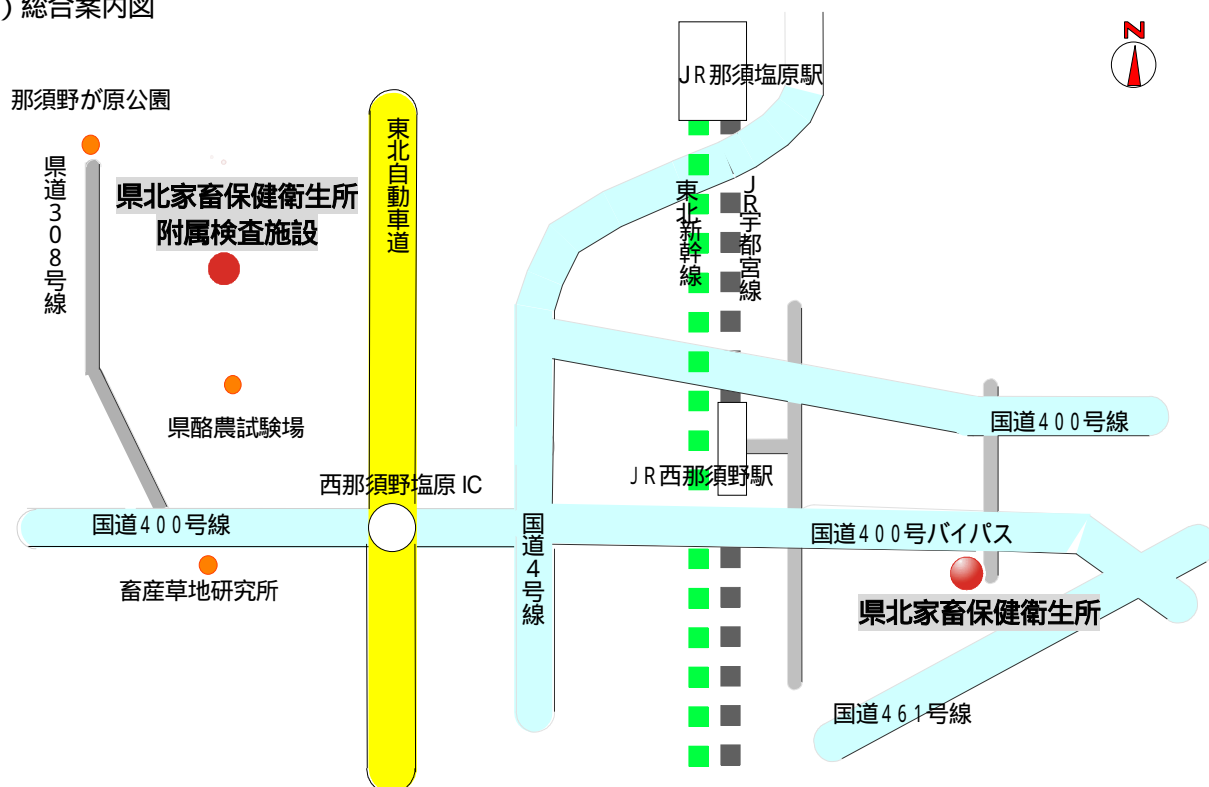 ）総合案内図
N
JR那須塩原駅
那須野が原公園
東北自動車道
県道３０８号線
県北家畜保健衛生所
附属検査施設
東北新幹線
JR宇都宮線
県酪農試験場
国道４００号線
西那須野塩原 IC
JR西那須野駅
国道４００号線
国道４号線
国道４００号バイパス
畜産草地研究所
県北家畜保健衛生所
国道４６１号線